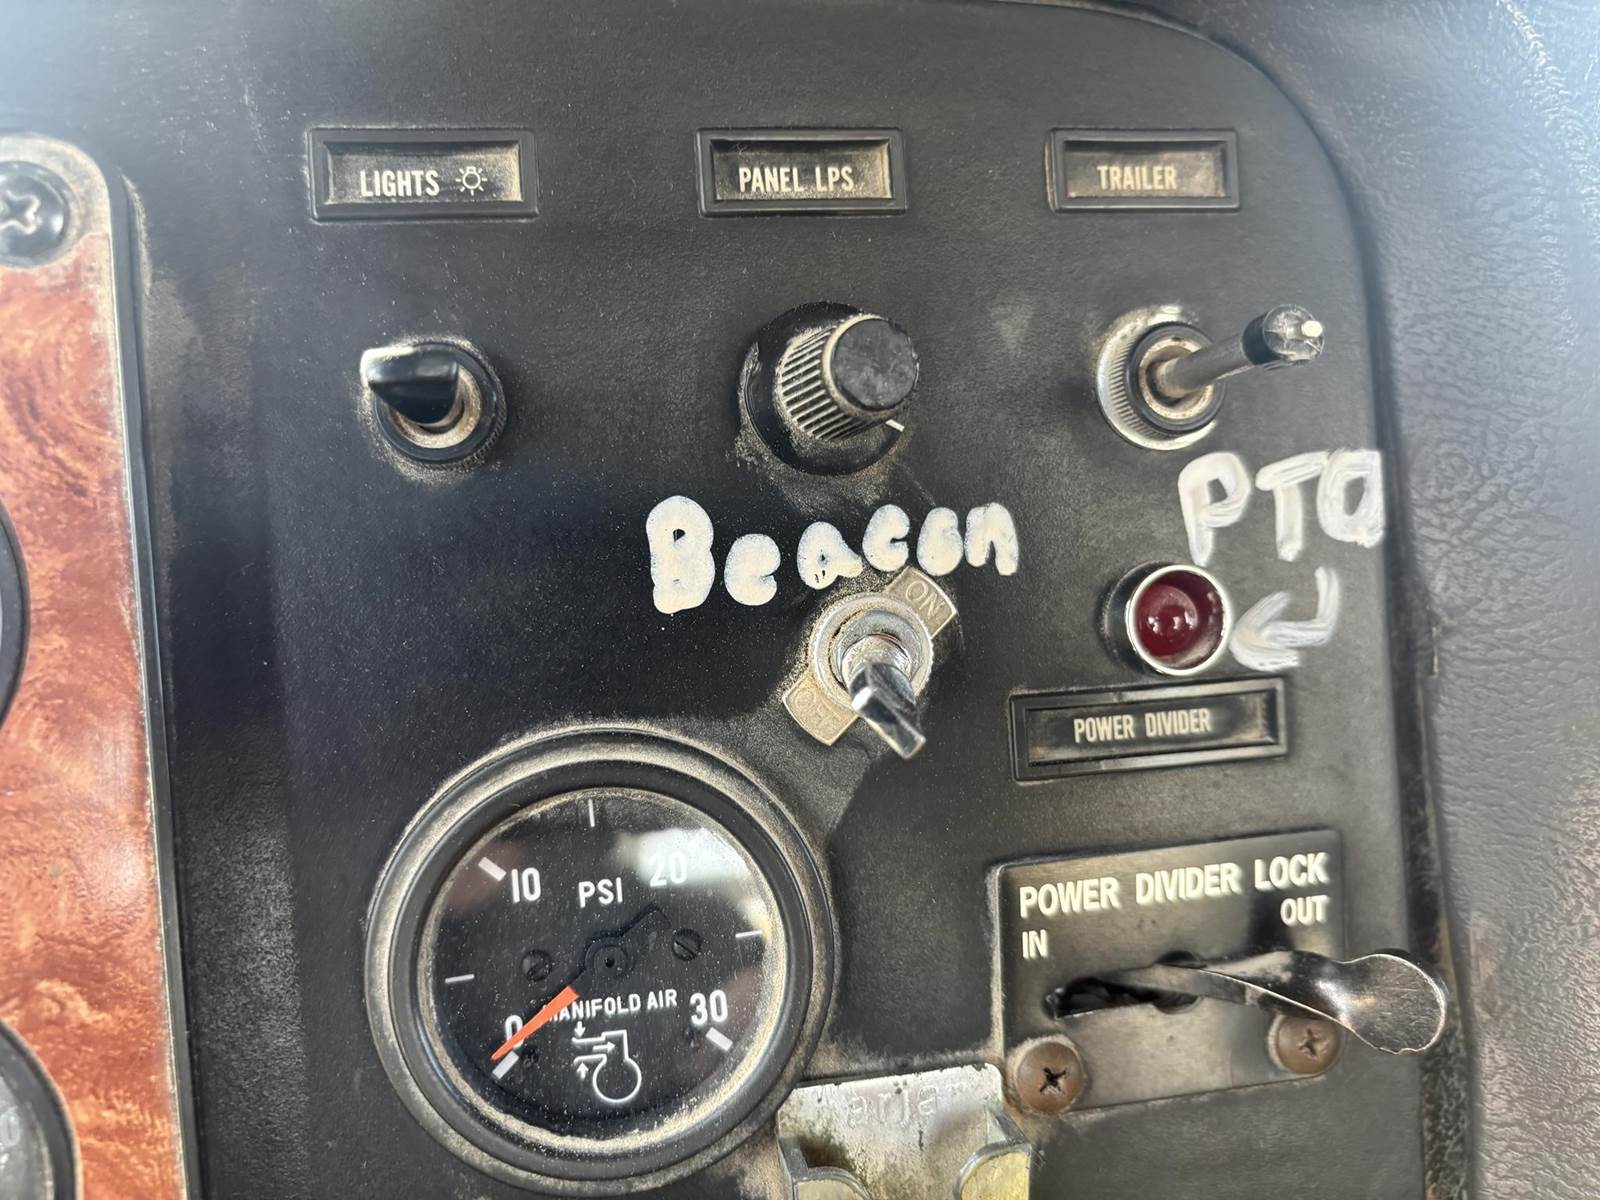 LIGHTS
PANEL LPS
TRAILER
PTO
Beacon
ON
OFF
POWER DIVIDER
POWER DIVIDER LOCK
OUT
IN
10
PSI
20
0
MANIFOLD AIR
30